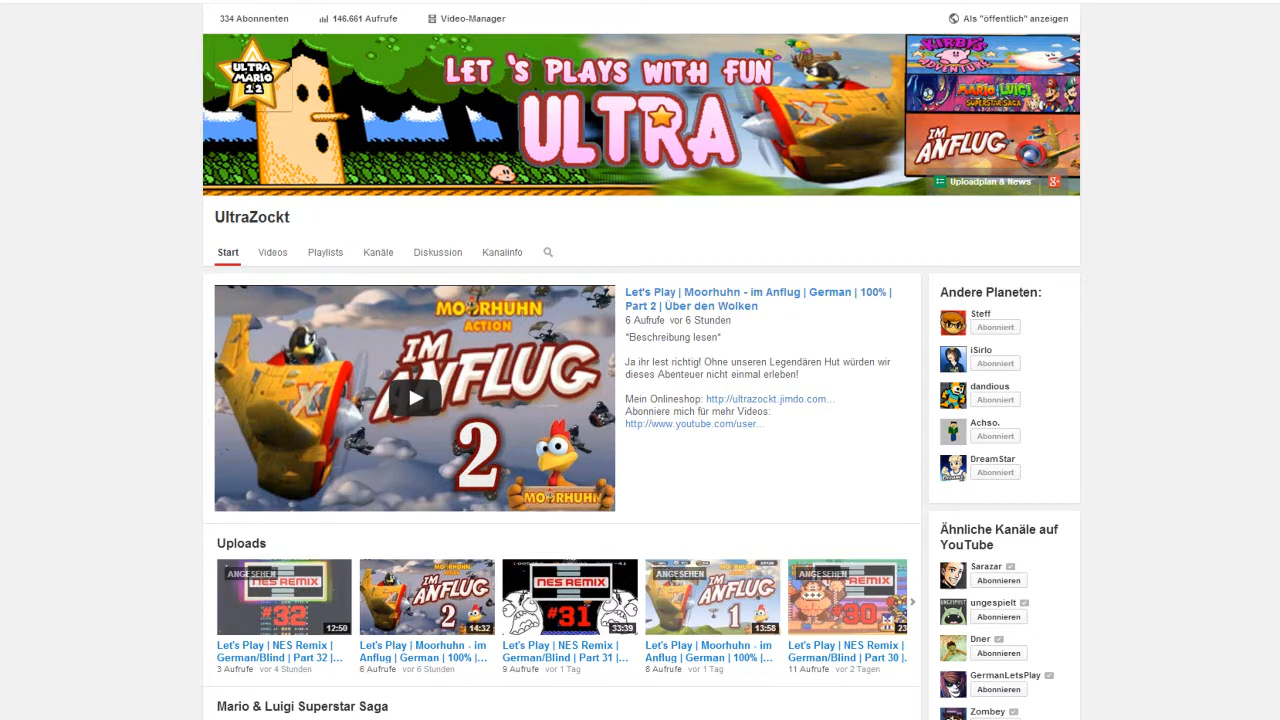 334 Abonnenten
146.661 Aufrufe
Video-Manager
Als "öffentlich" anzeigen
ULTRA
MARIO
12
LET 'S PLAYS WITH FUN
ULTRA
KIRBY'S
ADVENTURE
MARIO LUIGI
SUPERSTAR SAGA
IM
ANFLUG
Uploadplan & News
UltraZockt
Start
Videos
Playlists
Kanäle
Diskussion
Kanalinfo
MOORHUHN
ACTION
IM
ANFLUG
2
MOORHUHN
Let's Play | Moorhuhn - im Anflug | German | 100% |
Part 2 | Über den Wolken
6 Aufrufe vor 6 Stunden
*Beschreibung lesen*
Ja ihr lest richtig! Ohne unseren Legendären Hut würden wir
dieses Abenteuer nicht einmal erleben!
Mein Onlineshop: http://ultrazockt.jimdo.com...
Abonniere mich für mehr Videos:
http://www.youtube.com/user...
Andere Planeten:
Steff
Abonniert
iSirlo
Abonniert
dandious
Abonniert
Achso.
Abonniert
DreamStar
Abonniert
Ähnliche Kanäle auf
YouTube
Sarazar
Abonnieren
ungespielt
Abonnieren
Dner
Abonnieren
GermanLetsPlay
Abonnieren
Zombey
Uploads
ANGESEHEN
NES REMIX
#32
12:50
Let's Play | NES Remix |
German/Blind | Part 32 |...
3 Aufrufe vor 4 Stunden
MOORHUHN
IM
ANFLUG
2
14:32
Let's Play | Moorhuhn - im
Anflug | German | 100% |...
6 Aufrufe vor 6 Stunden
NES REMIX
#31
33:39
Let's Play | NES Remix |
German/Blind | Part 31 |...
9 Aufrufe vor 1 Tag
ANGESEHEN
IM
ANFLUG
1
13:58
Let's Play | Moorhuhn - im
Anflug | German | 100% |...
8 Aufrufe vor 1 Tag
ANGESEHEN
REMIX
#30
23
Let's Play | NES Remix |
German/Blind | Part 30 |.
11 Aufrufe vor 2 Tagen
Mario & Luigi Superstar Saga